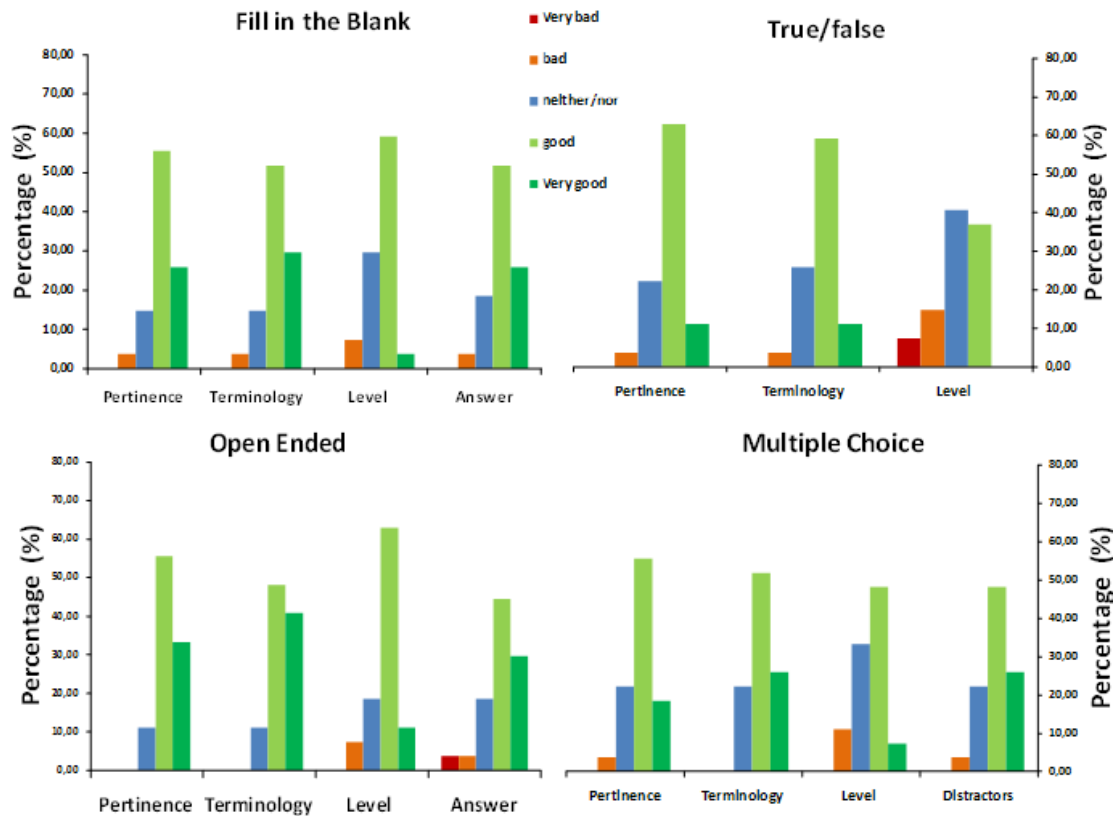 Fill in the Blank
Very bad
bad
neither/nor
good
Very good
Percentage (%)
80,00
70,00
60,00
50,00
40,00
30,00
20,00
10,00
0,00
Pertinence Terminology Level Answer
True/false
80,00
70,00
60,00
50,00
40,00
30,00
20,00
10,00
0,00
Percentage (%)
Pertinence Terminology Level
Open Ended
Percentage (%)
80,00
70,00
60,00
50,00
40,00
30,00
20,00
10,00
0,00
Pertinence Terminology Level Answer
Multiple Choice
80,00
70,00
60,00
50,00
40,00
30,00
20,00
10,00
0,00
Percentage (%)
Pertinence Terminology Level Distractors